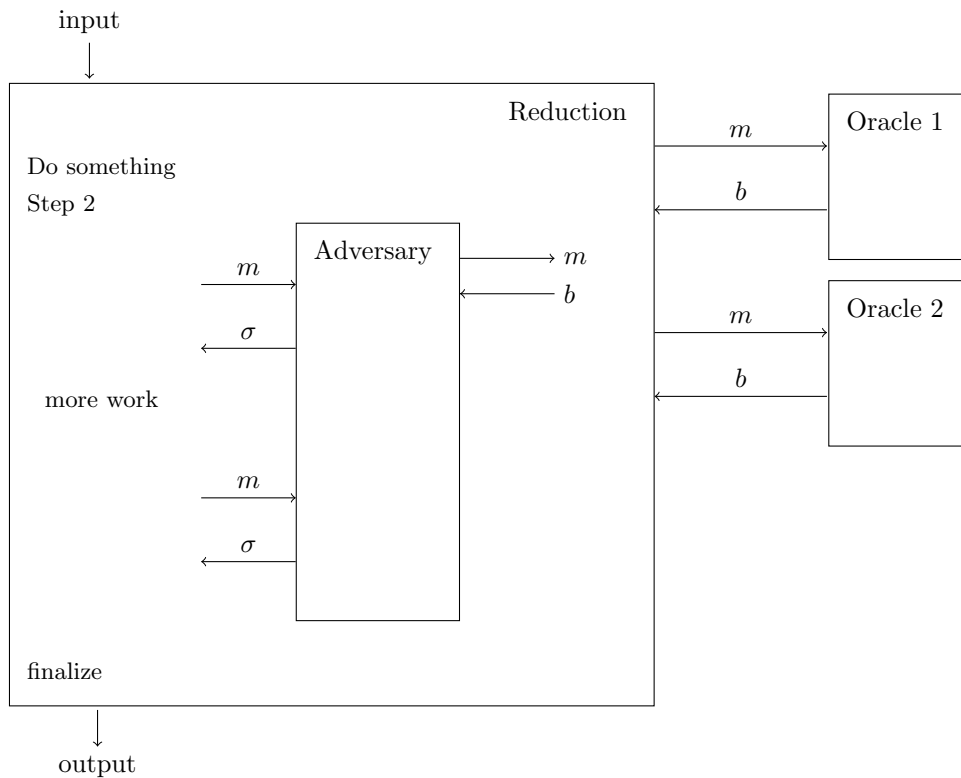 input
Reduction
Oracle 1
m
b
Do something
Step 2
Adversary
m
m
b
σ
Oracle 2
m
b
more work
m
σ
finalize
output